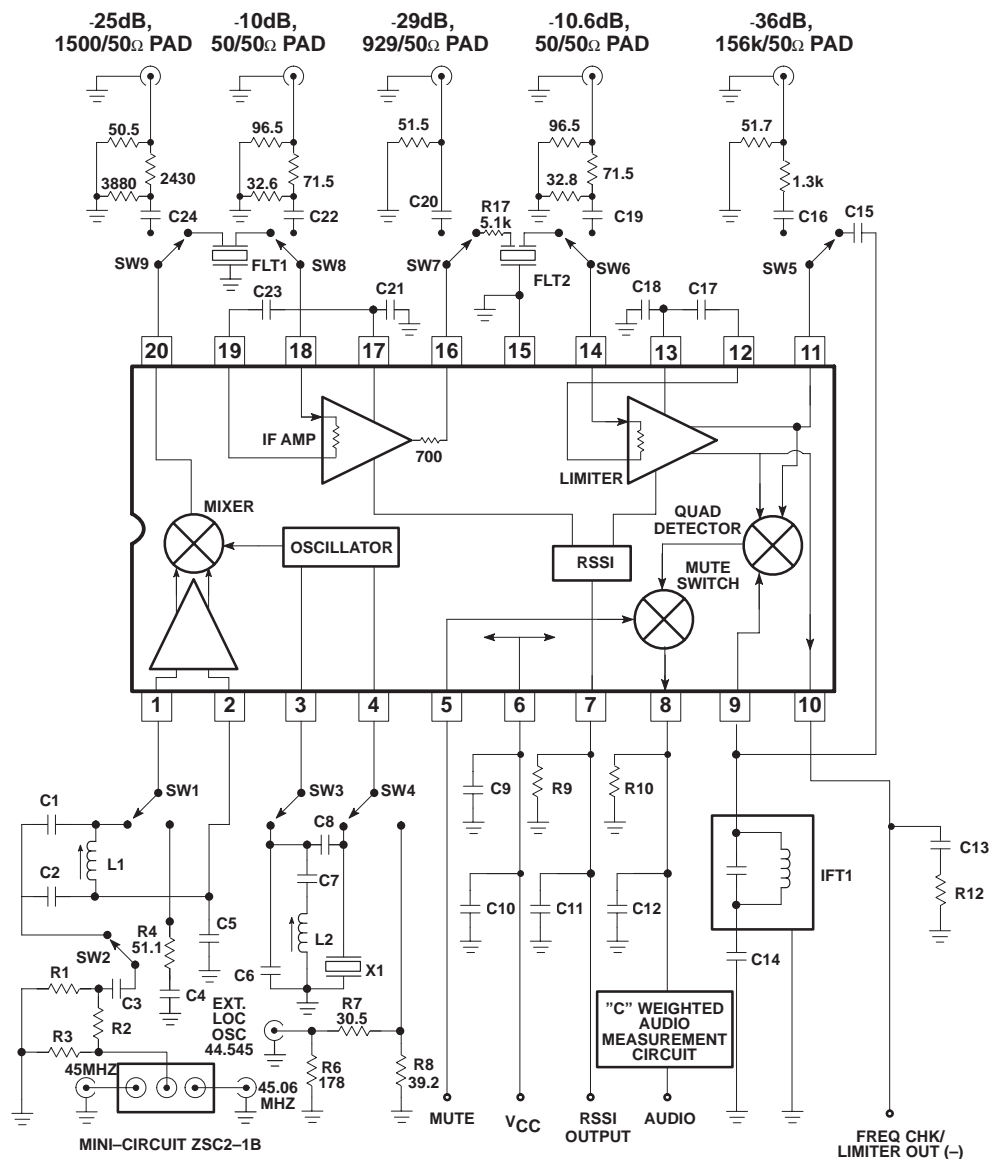 -25dB, -10dB, -29dB, -10.6dB, -36dB,
1500/50Ω PAD 50/50Ω PAD 929/50Ω PAD 50/50Ω PAD 156k/50Ω PAD
50.5 96.5 51.5 96.5 51.7
2430 71.5 71.5 1.3k
3880 32.6 32.8
C24 C22 C20 R17 C19 C16 C15
5.1k
SW9 FLT1 SW8 SW7 FLT2 SW6 SW5
C23 C21 C18 C17
20 19 18 17 16 15 14 13 12 11
IF AMP 700 LIMITER
MIXER QUAD
DETECTOR
OSCILLATOR RSSI MUTE
SWITCH
1 2 3 4 5 6 7 8 9 10
SW1 SW3 SW4 C9 R9 R10
C1 C8 C13
L1 C7 IFT1
C2 R12
R4 C5 L2 C10 C11 C12
51.1
SW2 C6 X1 C14
R1 C3 C4 EXT. R7
LOC 30.5
R2 OSC
44.545
"C" WEIGHTED
AUDIO
MEASUREMENT
CIRCUIT
R3 R6 R8
178 39.2
45MHZ 45.06
MHZ
MINI–CIRCUIT ZSC2–1B
MUTE VCC RSSI AUDIO FREQ CHK/
OUTPUT LIMITER OUT (–)